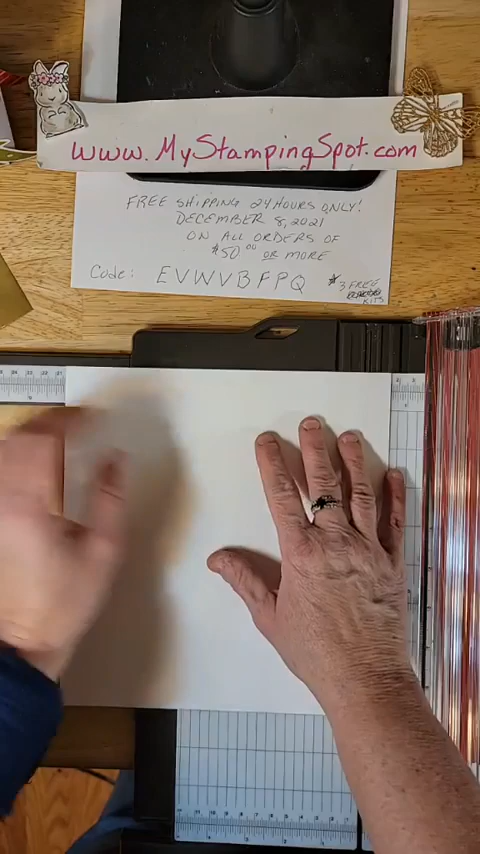 www.MyStampingSpot.com
FREE SHIPPING 24 HOURS ONLY!
DECEMBER 8, 2021
ON ALL ORDERS OF
$50.00 OR MORE
Code: EVWVBFPQ * 3 FREE
KITS